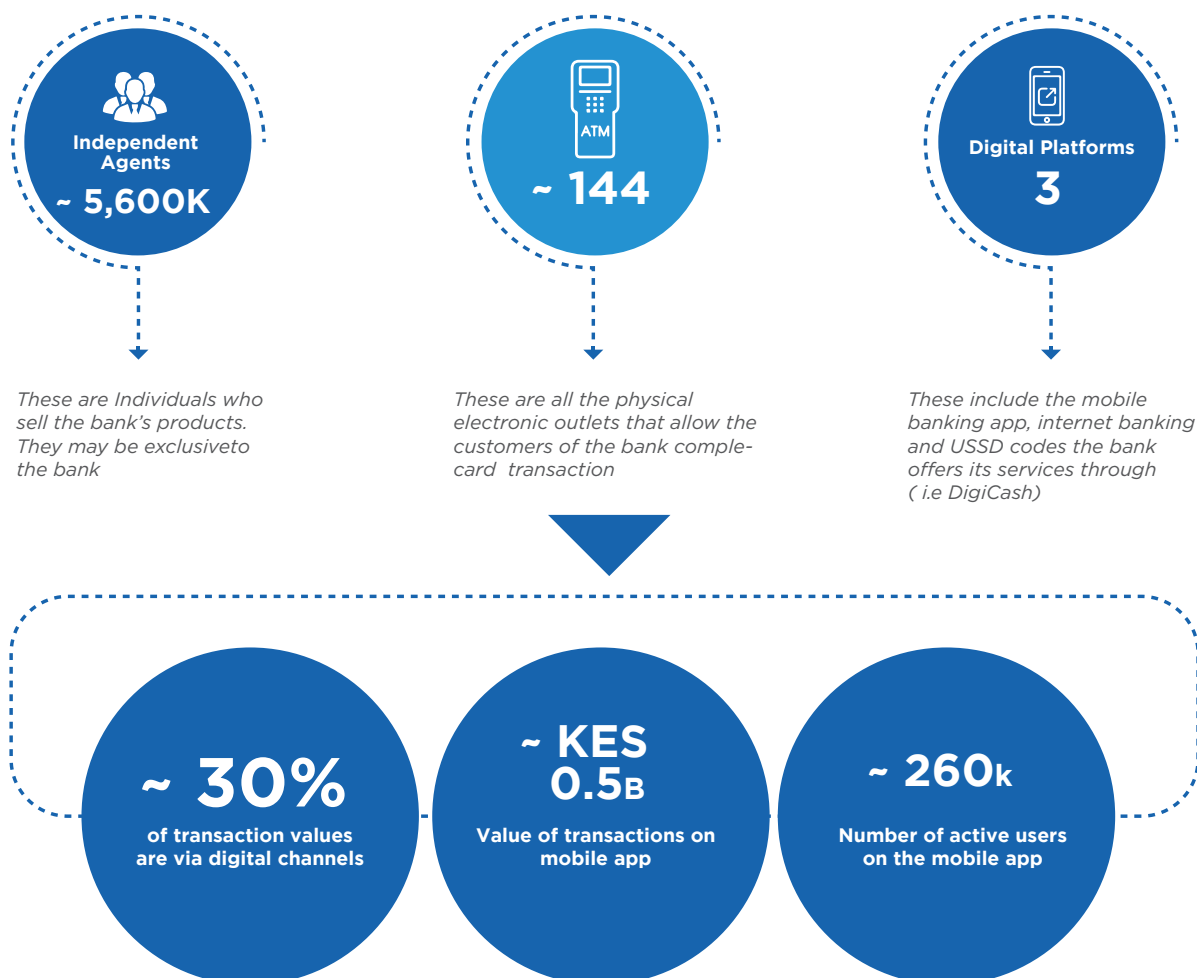 Independent
Agents
~ 5,600K
ATM
~ 144
Digital Platforms
3
These are Individuals who
sell the bank's products.
They may be exclusiveto
the bank
These are all the physical
electronic outlets that allow the
customers of the bank comple-
card transaction
These include the mobile
banking app, internet banking
and USSD codes the bank
offers its services through
( i.e DigiCash)
~ 30%
of transaction values
are via digital channels
~ KES
0.5B
Value of transactions on
mobile app
~ 260k
Number of active users
on the mobile app